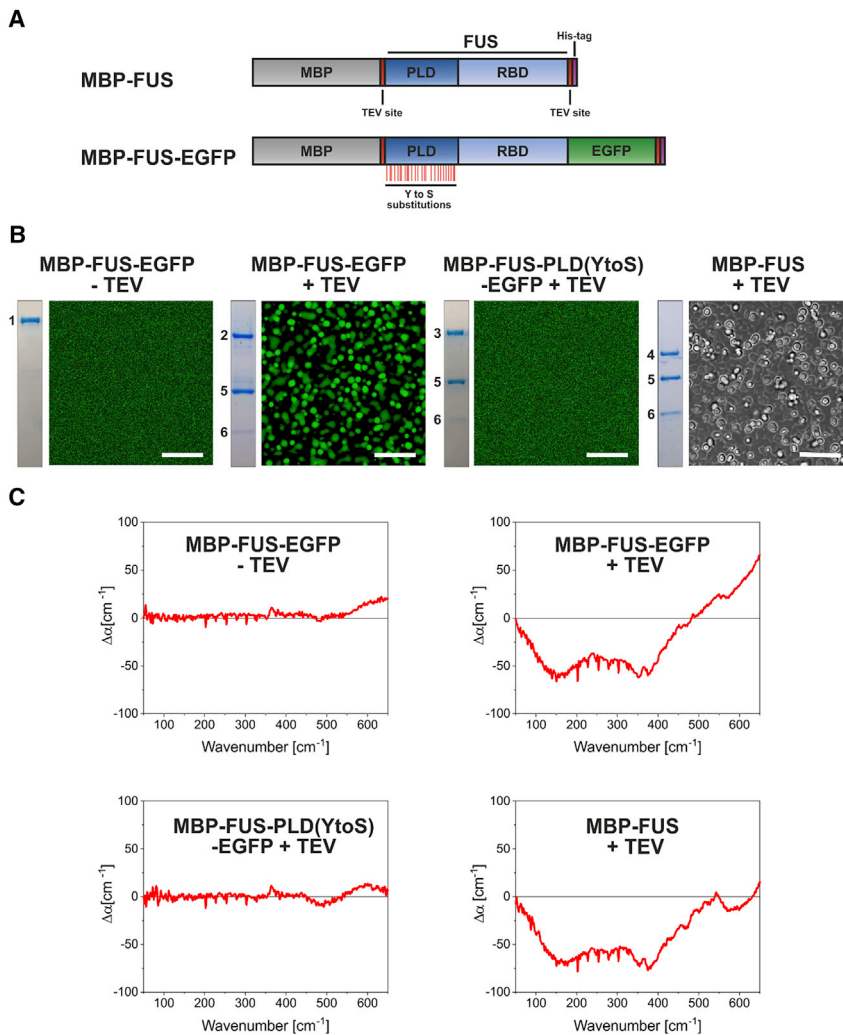 A
FUS
His-tag
MBP-FUS
MBP
PLD
RBD
TEV site
TEV site
MBP-FUS-EGFP
MBP
PLD
RBD
EGFP
Y to S
substitutions
B
MBP-FUS-EGFP
- TEV
MBP-FUS-EGFP
+ TEV
MBP-FUS-PLD(YtoS)
-EGFP + TEV
MBP-FUS
+ TEV
1
2
5
6
3
5
6
4
5
6
C
MBP-FUS-EGFP
- TEV
100
50
0
-50
-100
Δα[cm⁻¹]
100 200 300 400 500 600
Wavenumber [cm⁻¹]
MBP-FUS-EGFP
+ TEV
100
50
0
-50
-100
Δα[cm⁻¹]
100 200 300 400 500 600
Wavenumber [cm⁻¹]
MBP-FUS-PLD(YtoS)
-EGFP + TEV
100
50
0
-50
-100
Δα[cm⁻¹]
100 200 300 400 500 600
Wavenumber [cm⁻¹]
MBP-FUS
+ TEV
100
50
0
-50
-100
Δα[cm⁻¹]
100 200 300 400 500 600
Wavenumber [cm⁻¹]